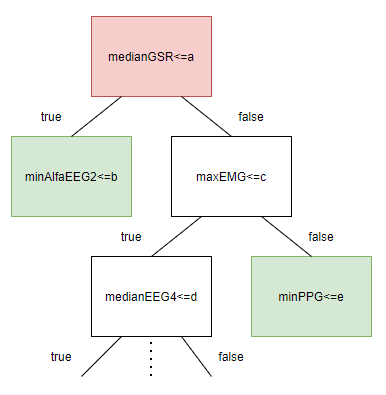 medianGSR<=a
true
false
minAlfaEEG2<=b
maxEMG<=c
true
false
medianEEG4<=d
minPPG<=e
true
false